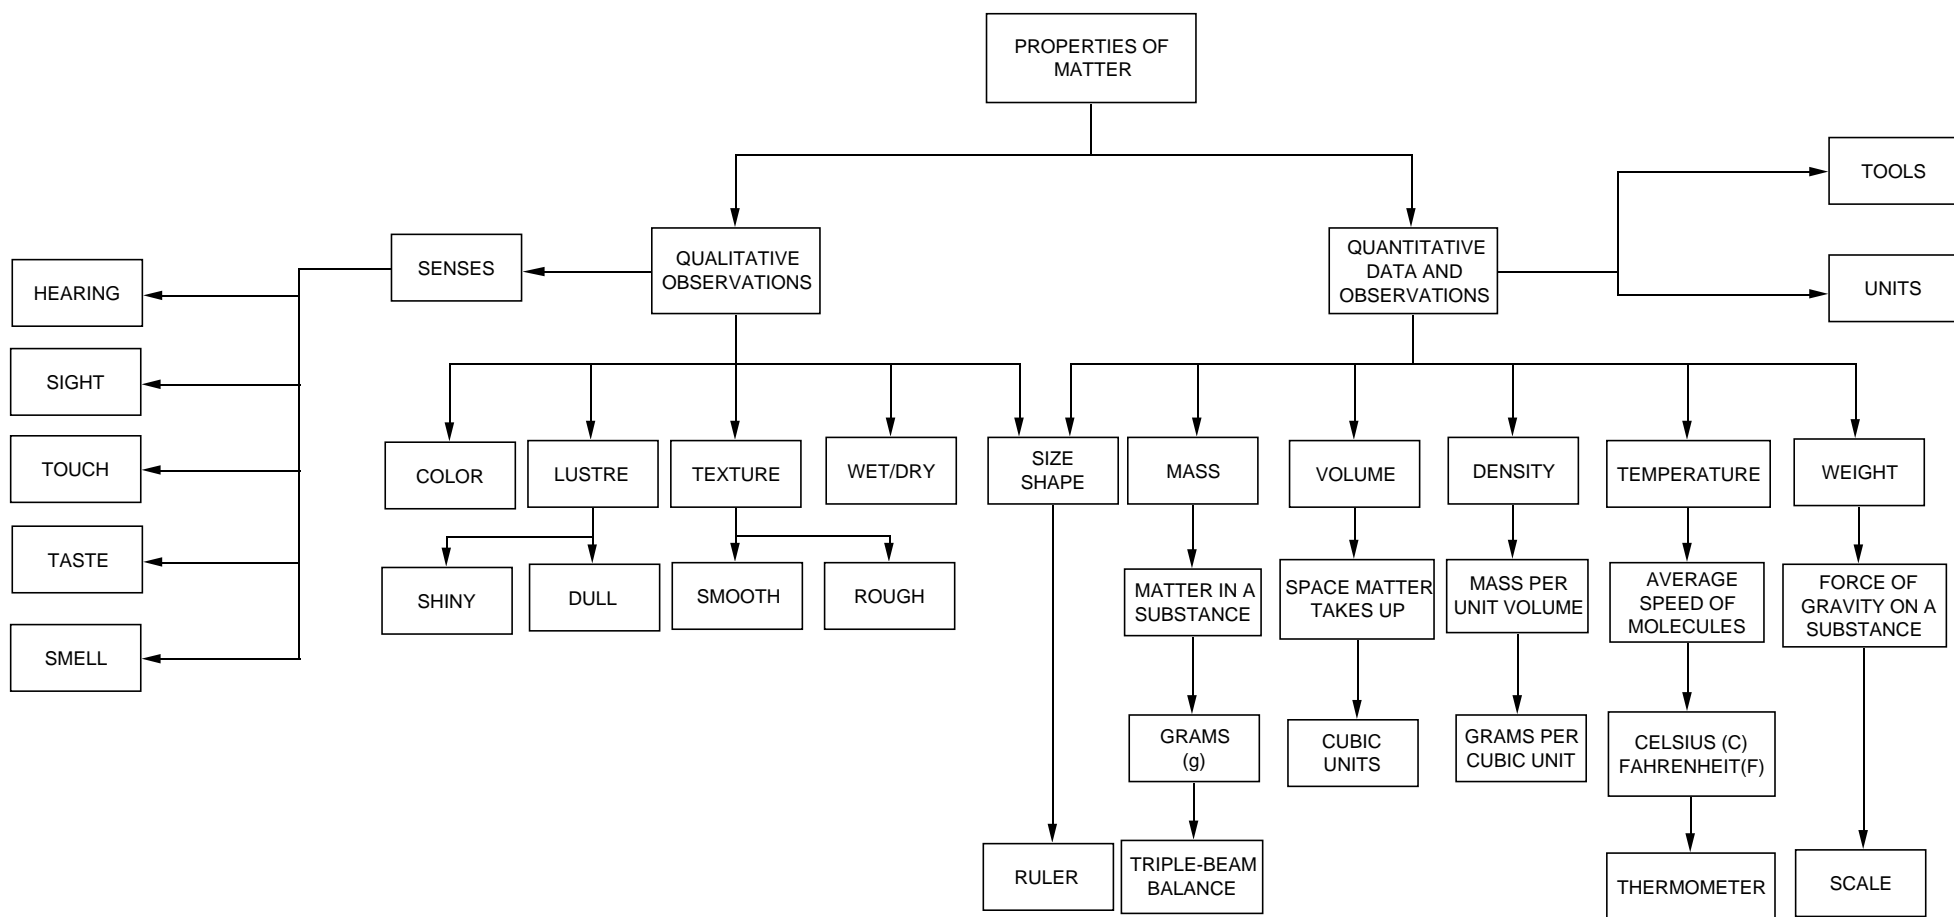 PROPERTIES OF
MATTER
TOOLS
QUALITATIVE
OBSERVATIONS
SENSES
QUANTITATIVE
DATA AND
OBSERVATIONS
UNITS
HEARING
SIGHT
TOUCH
TASTE
SMELL
COLOR
LUSTRE
TEXTURE
WET/DRY
SIZE
SHAPE
MASS
VOLUME
DENSITY
TEMPERATURE
WEIGHT
SHINY
DULL
SMOOTH
ROUGH
MATTER IN A
SUBSTANCE
SPACE MATTER
TAKES UP
MASS PER
UNIT VOLUME
AVERAGE
SPEED OF
MOLECULES
FORCE OF
GRAVITY ON A
SUBSTANCE
GRAMS
(g)
CUBIC
UNITS
GRAMS PER
CUBIC UNIT
CELSIUS (C)
FAHRENHEIT(F)
RULER
TRIPLE-BEAM
BALANCE
THERMOMETER
SCALE